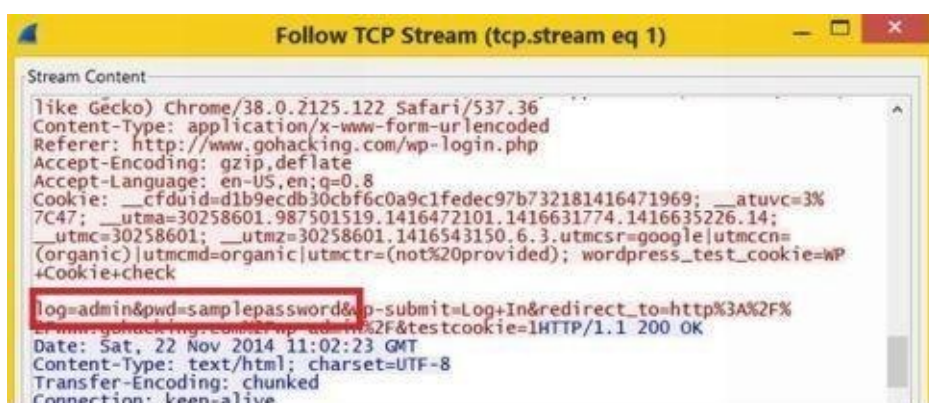 Follow TCP Stream (tcp.stream eq 1)
Stream Content
like Gecko) Chrome/38.0.2125.122 Safari/537.36
Content-Type: application/x-www-form-urlencoded
Referer: http://www.gohacking.com/wp-login.php
Accept-Encoding: gzip,deflate
Accept-Language: en-US,en;q=0.8
Cookie: __cfduid=d1b9ecdb30cbf6c0a9c1fedec97b732181416471969; __atuvc=3%
7C47; __utma=30258601.987501519.1416472101.1416631774.1416635226.14;
__utmc=30258601; __utmz=30258601.1416543150.6.3.utmcsr=google|utmccn=
(organic)|utmcmd=organic|utmctr=(not%20provided); wordpress_test_cookie=WP
+Cookie+check
log=admin&pwd=samplepassword&wp-submit=Log+In&redirect_to=http%3A%2F%
2Fwww.gohacking.com%2Fwp-admin%2F&testcookie=1HTTP/1.1 200 OK
Date: Sat, 22 Nov 2014 11:02:23 GMT
Content-Type: text/html; charset=UTF-8
Transfer-Encoding: chunked
Connection: keep-alive